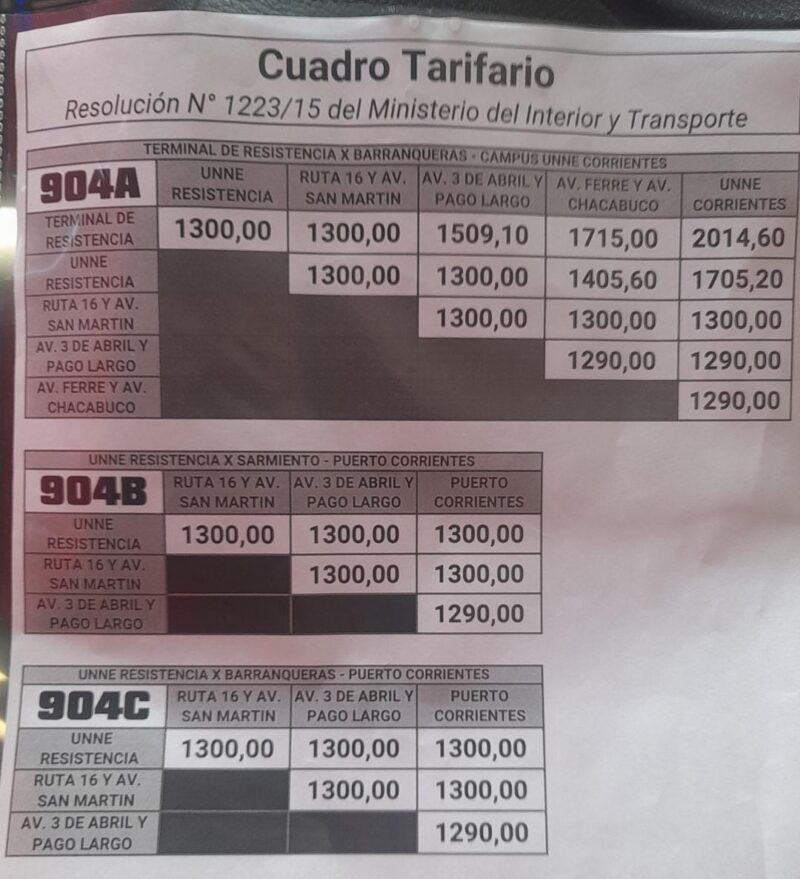 Cuadro Tarifario
Resolución N° 1223/15 del Ministerio del Interior y Transporte
TERMINAL DE RESISTENCIA X BARRANQUERAS - CAMPUS UNNE CORRIENTES
904A UNNE RESISTENCIA RUTA 16 Y AV. SAN MARTIN AV. 3 DE ABRIL Y PAGO LARGO AV. FERRE Y AV. CHACABUCO UNNE CORRIENTES
TERMINAL DE RESISTENCIA 1300,00 1300,00 1509,10 1715,00 2014,60
UNNE RESISTENCIA 1300,00 1300,00 1405,60 1705,20
RUTA 16 Y AV. SAN MARTIN 1300,00 1300,00 1300,00
AV. 3 DE ABRIL Y PAGO LARGO 1290,00 1290,00
AV. FERRE Y AV. CHACABUCO 1290,00
UNNE RESISTENCIA X SARMIENTO - PUERTO CORRIENTES
904B RUTA 16 Y AV. SAN MARTIN AV. 3 DE ABRIL Y PAGO LARGO PUERTO CORRIENTES
UNNE RESISTENCIA 1300,00 1300,00 1300,00
RUTA 16 Y AV. SAN MARTIN 1300,00 1300,00
AV. 3 DE ABRIL Y PAGO LARGO 1290,00
UNNE RESISTENCIA X BARRANQUERAS - PUERTO CORRIENTES
904C RUTA 16 Y AV. SAN MARTIN AV. 3 DE ABRIL Y PAGO LARGO PUERTO CORRIENTES
UNNE RESISTENCIA 1300,00 1300,00 1300,00
RUTA 16 Y AV. SAN MARTIN 1300,00 1300,00
AV. 3 DE ABRIL Y PAGO LARGO 1290,00